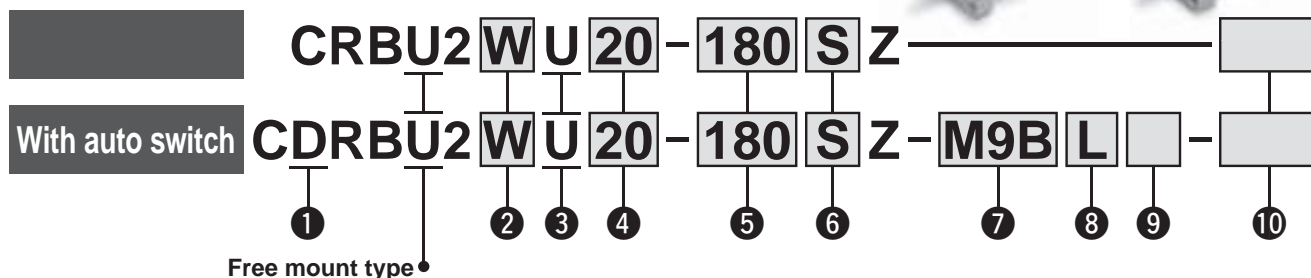 CRBU2 W U 20 - 180 S Z
With auto switch CDRBU2 W U 20 - 180 S Z - M9B L -
1 2 3 4 5 6 7 8 9 10
Free mount type